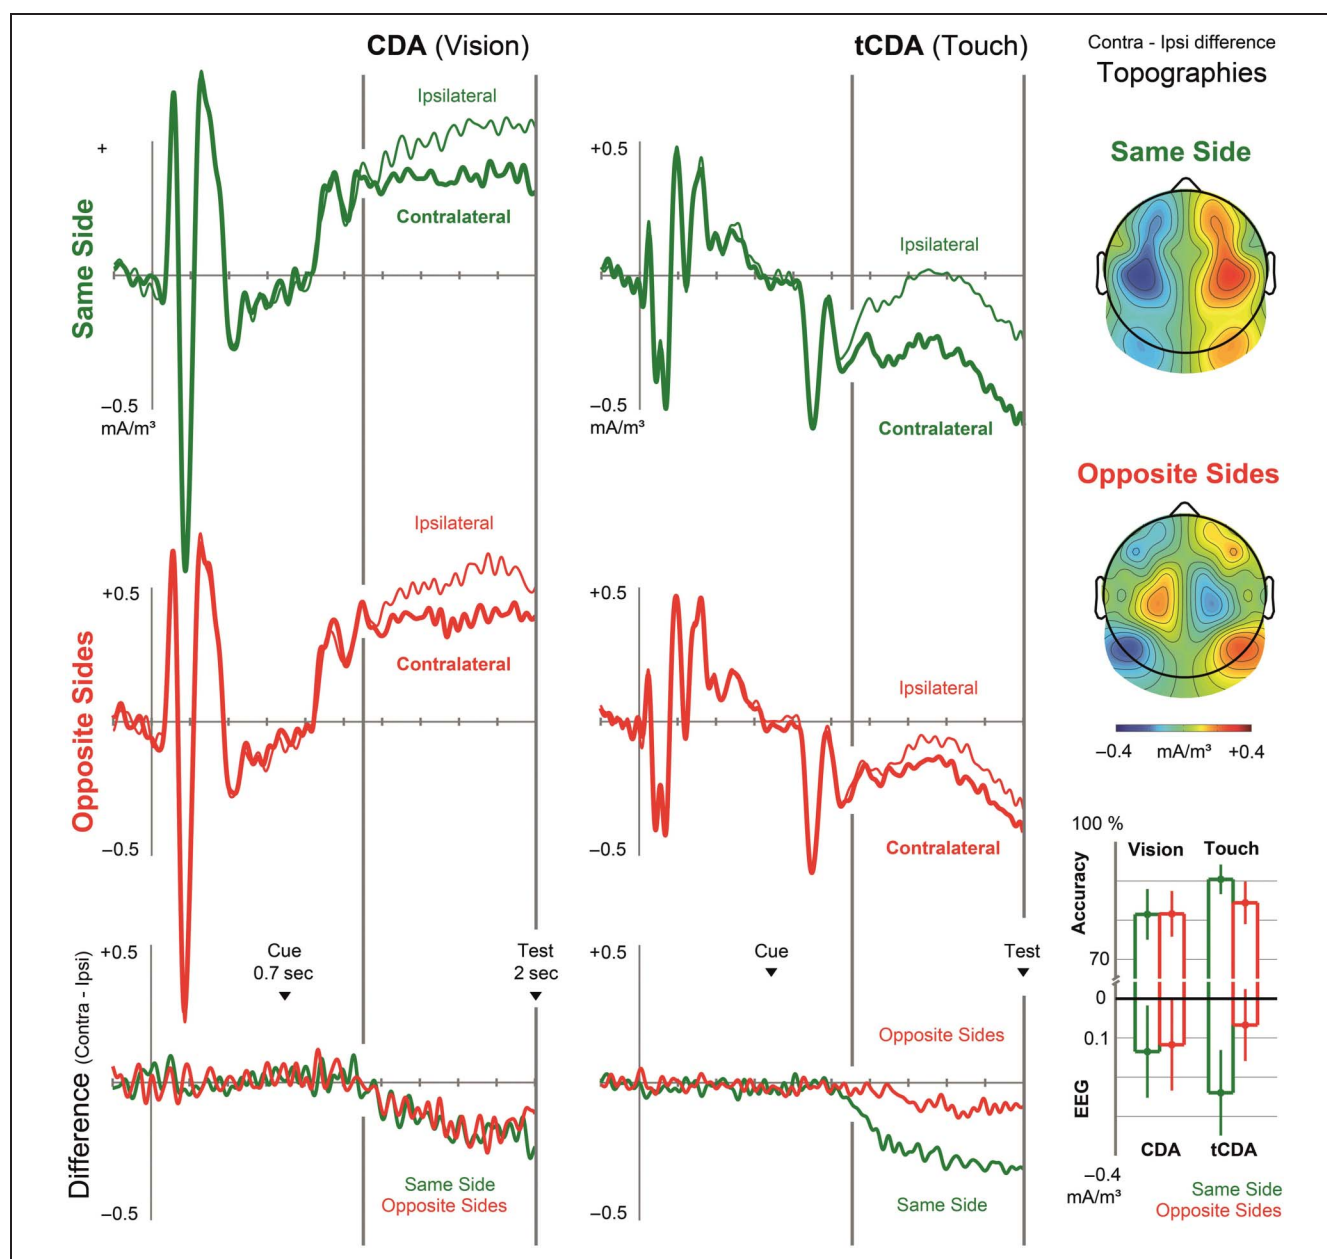 CDA (Vision)
Ipsilateral
+
Contralateral
–0.5
mA/m³
Same Side
tCDA (Touch)
+0.5
Ipsilateral
–0.5
mA/m³
Contralateral
Contra - Ipsi difference
Topographies
Same Side
Opposite Sides
–0.4 mA/m³ +0.4
Opposite Sides
Ipsilateral
+0.5
Contralateral
–0.5
+0.5
Ipsilateral
–0.5
Contralateral
Difference (Contra - Ipsi)
+0.5
Cue
0.7 sec
Test
2 sec
Same Side
Opposite Sides
–0.5
+0.5
Cue
Test
Opposite Sides
Same Side
–0.5
100 %
Vision Touch
Accuracy
70
0
0.1
EEG
CDA tCDA
–0.4
mA/m³
Same Side
Opposite Sides